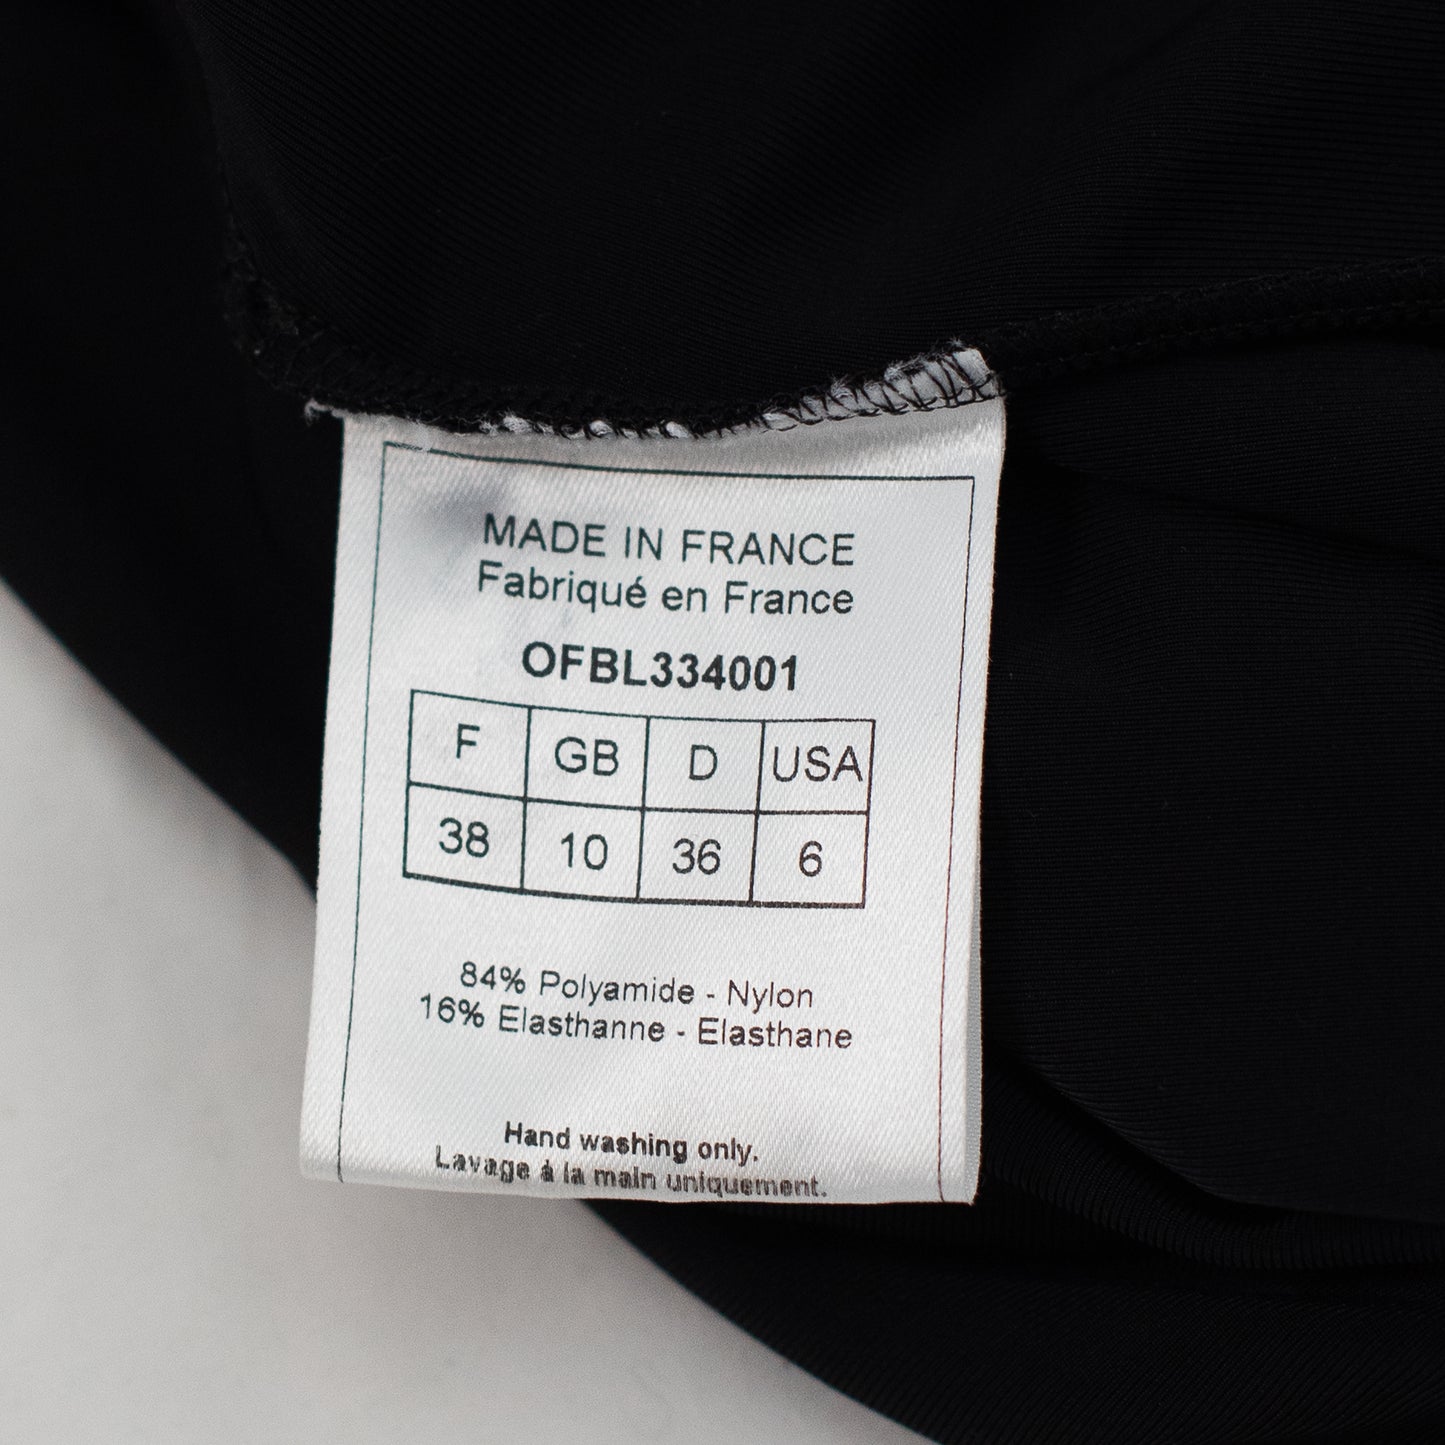 MADE IN FRANCE
Fabriqué en France
OFBL334001
F GB D USA
38 10 36 6
84% Polyamide - Nylon
16% Elasthanne - Elasthane
Hand washing only.
Lavage à la main uniquement.